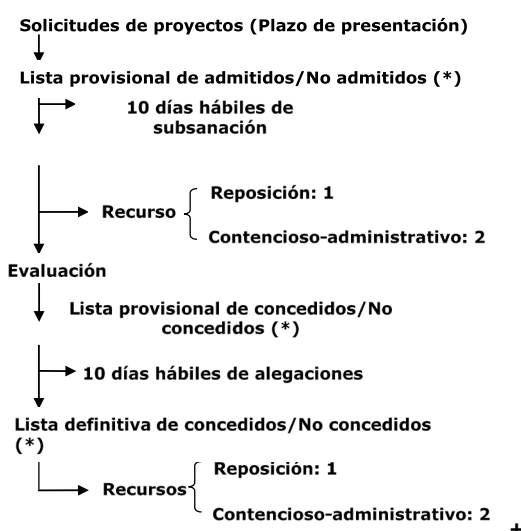 Solicitudes de proyectos (Plazo de presentación)
Lista provisional de admitidos/No admitidos (*)
10 días hábiles de
subsanación
Reposición: 1
Recurso
Contencioso-administrativo: 2
Evaluación
Lista provisional de concedidos/No
concedidos (*)
10 días hábiles de alegaciones
Lista definitiva de concedidos/No concedidos
(*)
Reposición: 1
Recursos
Contencioso-administrativo: 2
+